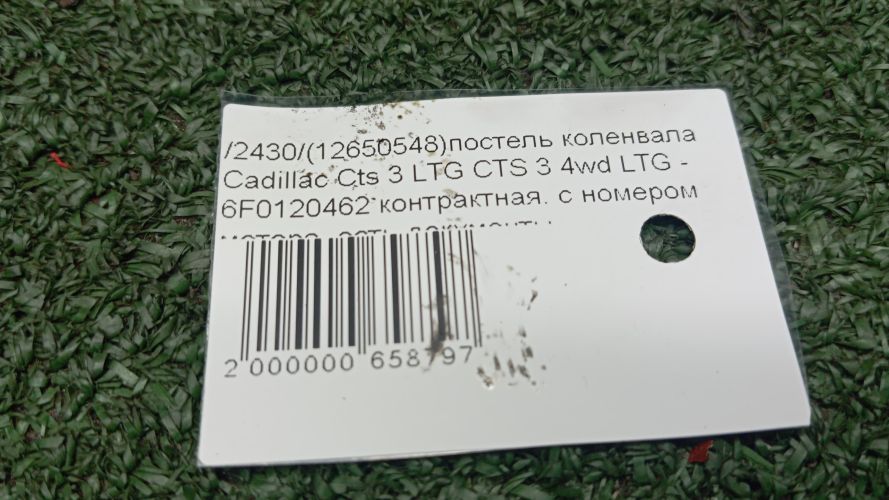 /2430/(12650548)постель коленвала
Cadillac Cts 3 LTG CTS 3 4wd LTG -
6F0120462 контрактная. с номером
2 000000 658797